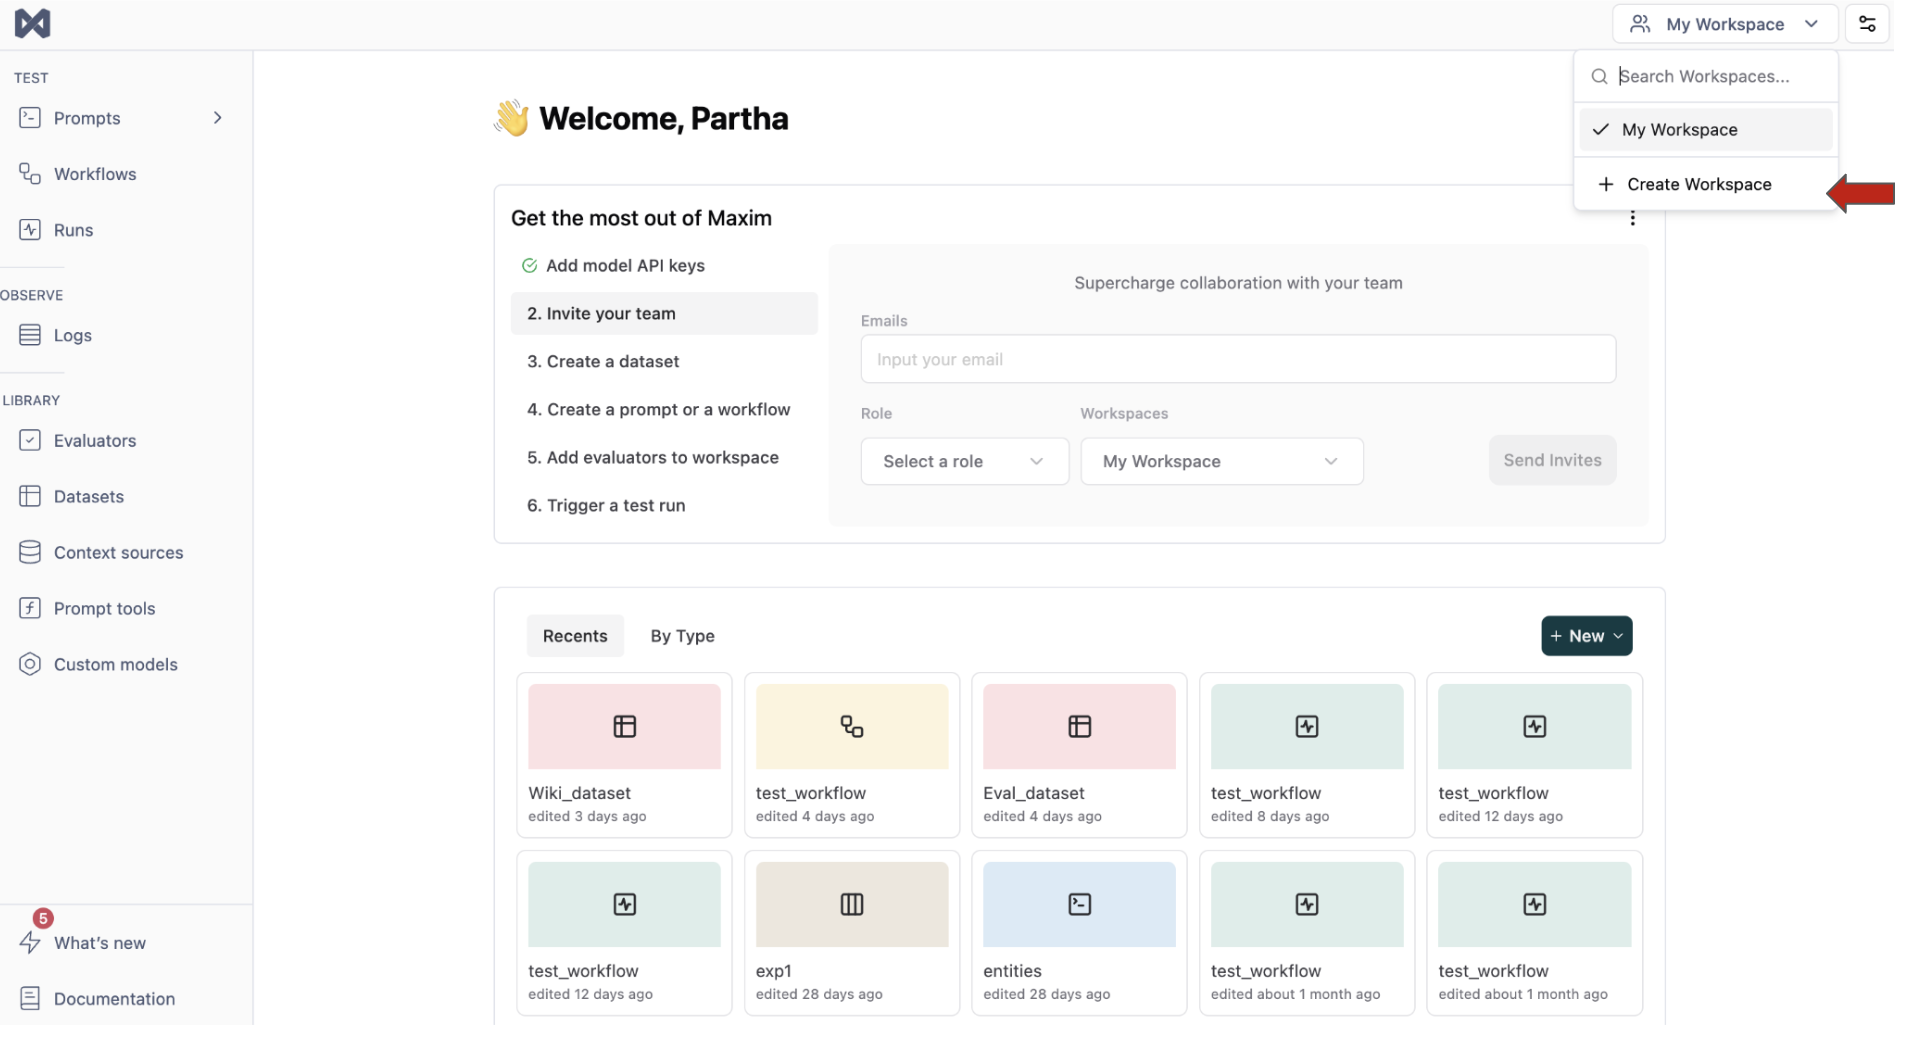 My Workspace
Search Workspaces...
My Workspace
Create Workspace
TEST
Prompts
Workflows
Runs
OBSERVE
Logs
LIBRARY
Evaluators
Datasets
Context sources
Prompt tools
Custom models
5
What's new
Documentation
👋 Welcome, Partha
Get the most out of Maxim
Add model API keys
2. Invite your team
3. Create a dataset
4. Create a prompt or a workflow
5. Add evaluators to workspace
6. Trigger a test run
Supercharge collaboration with your team
Emails
Input your email
Role
Workspaces
Select a role
My Workspace
Send Invites
Recents
By Type
+ New
Wiki_dataset
edited 3 days ago
test_workflow
edited 4 days ago
Eval_dataset
edited 4 days ago
test_workflow
edited 8 days ago
test_workflow
edited 12 days ago
test_workflow
edited 12 days ago
exp1
edited 28 days ago
entities
edited 28 days ago
test_workflow
edited about 1 month ago
test_workflow
edited about 1 month ago